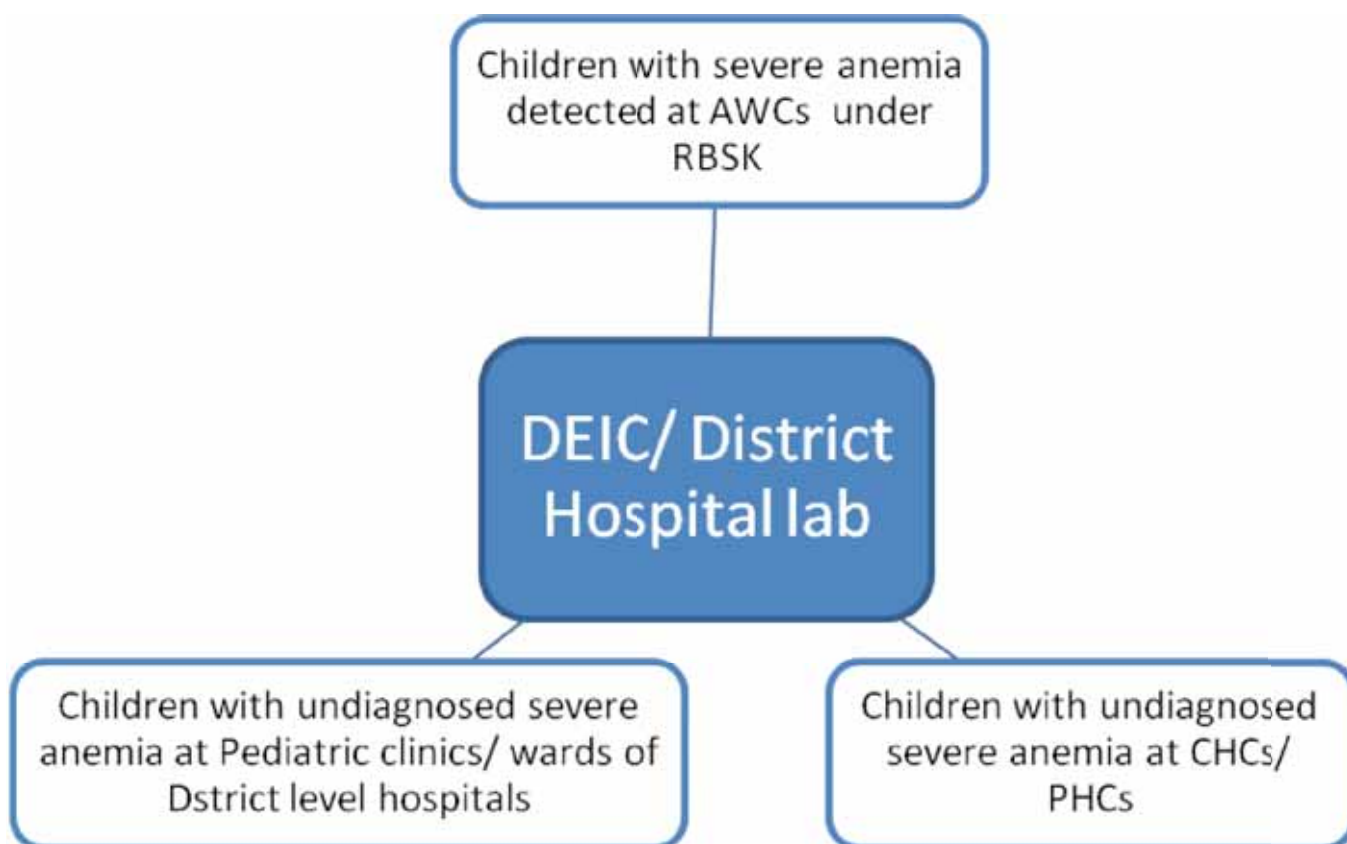 Children with severe anemia
detected at AWCs under
RBSK
DEIC/ District
Hospital lab
Children with undiagnosed severe
anemia at Pediatric clinics/ wards of
Dstrict level hospitals
Children with undiagnosed
severe anemia at CHCs/
PHCs